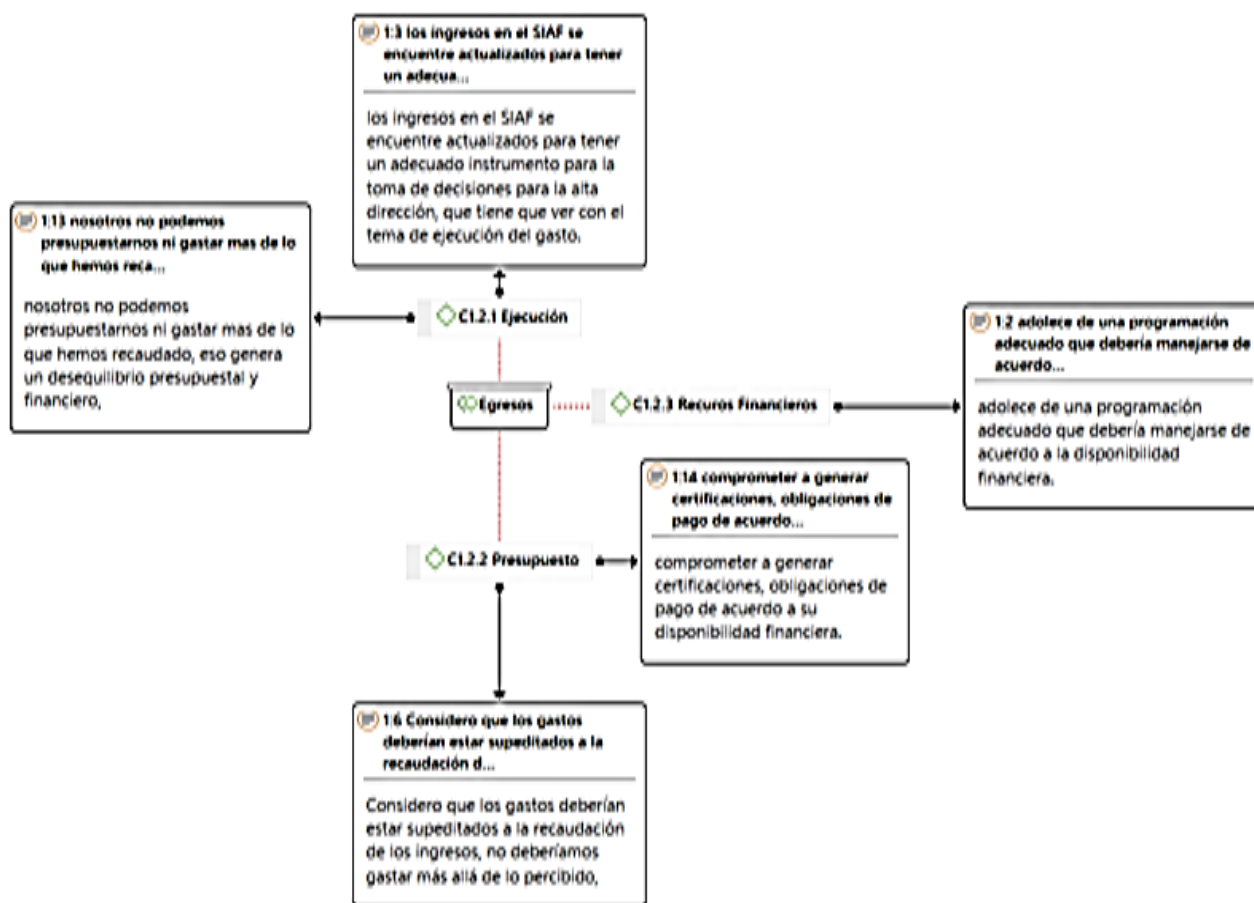 1:3 los ingresos en el SIAF se
encuentre actualizados para tener
un adecua...
los ingresos en el SIAF se
encuentre actualizados para tener
un adecuado instrumento para la
toma de decisiones para la alta
dirección, que tiene que ver con el
tema de ejecución del gasto.
1:13 nosotros no podemos
presupuestarnos ni gastar mas de lo
que hemos reca...
nosotros no podemos
presupuestarnos ni gastar mas de lo
que hemos recaudado, eso genera
un desequilibrio presupuestal y
financiero,
C1.2.1 Ejecución
Egresos
C1.2.3 Recuros Financieros
1:2 adolece de una programación
adecuado que debería manejarse de
acuerdo...
adolece de una programación
adecuado que debería manejarse de
acuerdo a la disponibilidad
financiera.
1:14 comprometer a generar
certificaciones, obligaciones de
pago de acuerdo...
comprometer a generar
certificaciones, obligaciones de
pago de acuerdo a su
disponibilidad financiera.
C1.2.2 Presupuesto
1:6 Considero que los gastos
deberían estar supeditados a la
recaudación d...
Considero que los gastos deberían
estar supeditados a la recaudación
de los ingresos, no deberíamos
gastar más allá de lo percibido,